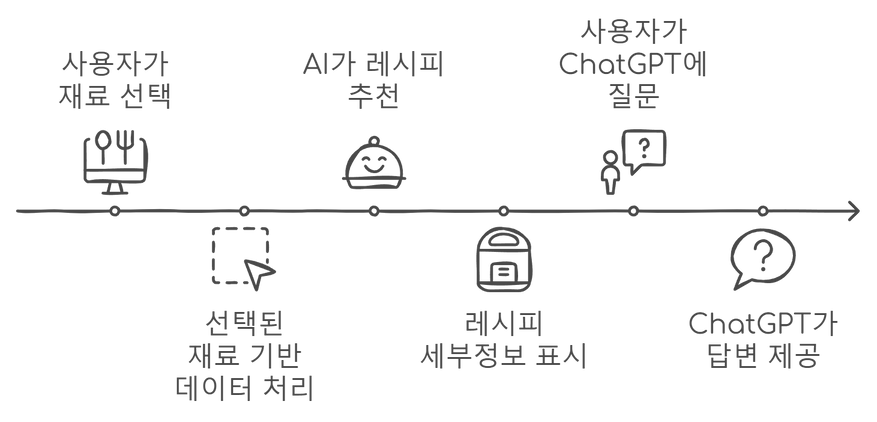 사용자가
재료 선택
선택된
재료 기반
데이터 처리
AI가 레시피
추천
레시피
세부정보 표시
사용자가
ChatGPT에
질문
ChatGPT가
답변 제공